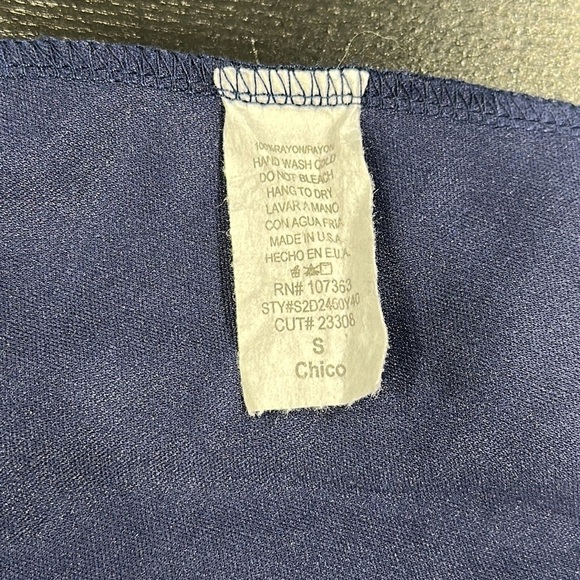 100%RAYON/RAYON
HAND WASH COLD
DO NOT BLEACH
HANG TO DRY
LAVAR A MANO
CON AGUA FRIA
MADE IN U.S.A
HECHO EN E.U.A.
RN# 107363
STY#S2D2460Y40
CUT# 23308
S
Chico